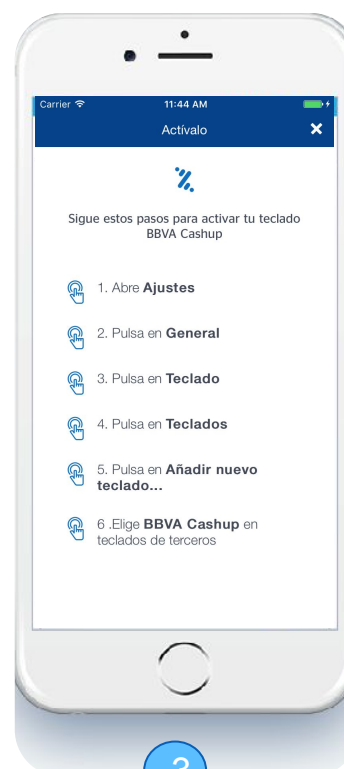 Carrier 11:44 AM
Actívalo
Sigue estos pasos para activar tu teclado
BBVA Cashup
1. Abre Ajustes
2. Pulsa en General
3. Pulsa en Teclado
4. Pulsa en Teclados
5. Pulsa en Añadir nuevo
teclado...
6 .Elige BBVA Cashup en
teclados de terceros
3